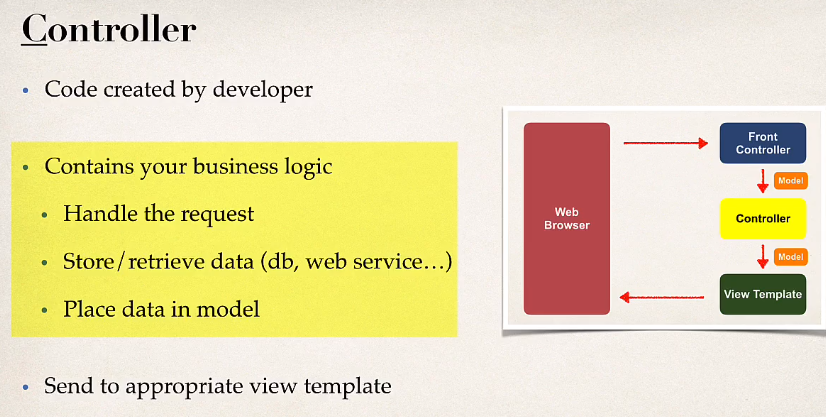 Controller
Code created by developer
Contains your business logic
Handle the request
Store/retrieve data (db, web service…)
Place data in model
Send to appropriate view template
Web
Browser
Front
Controller
Model
Controller
Model
View Template